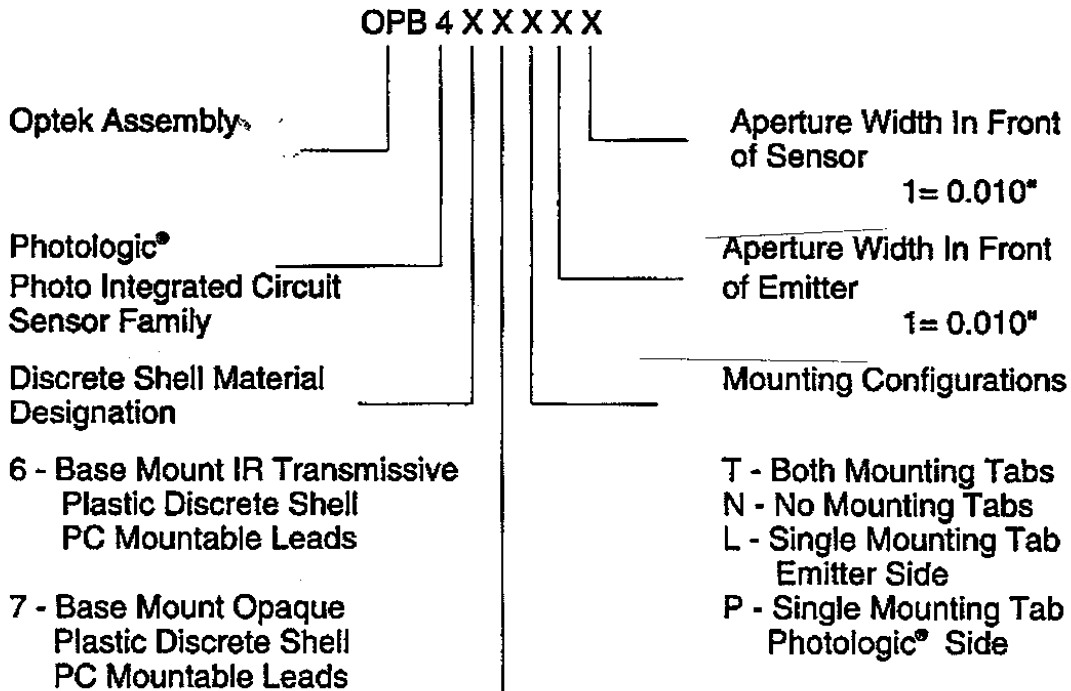 OPB 4 X X X X X
Optek Assembly
Photologic®
Photo Integrated Circuit
Sensor Family
Discrete Shell Material
Designation
6 - Base Mount IR Transmissive
Plastic Discrete Shell
PC Mountable Leads
7 - Base Mount Opaque
Plastic Discrete Shell
PC Mountable Leads
Aperture Width In Front
of Sensor
1= 0.010"
Aperture Width In Front
of Emitter
1= 0.010"
Mounting Configurations
T - Both Mounting Tabs
N - No Mounting Tabs
L - Single Mounting Tab
Emitter Side
P - Single Mounting Tab
Photologic® Side